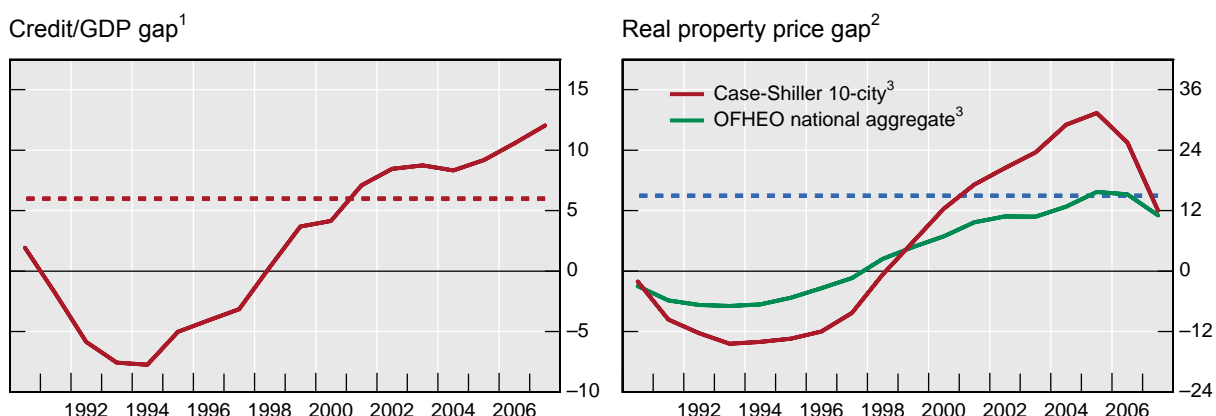 Credit/GDP gap1
15
10
5
0
–5
–10
1992 1994 1996 1998 2000 2002 2004 2006
Real property price gap2
Case-Shiller 10-city3
OFHEO national aggregate3
36
24
12
0
–12
–24
1992 1994 1996 1998 2000 2002 2004 2006